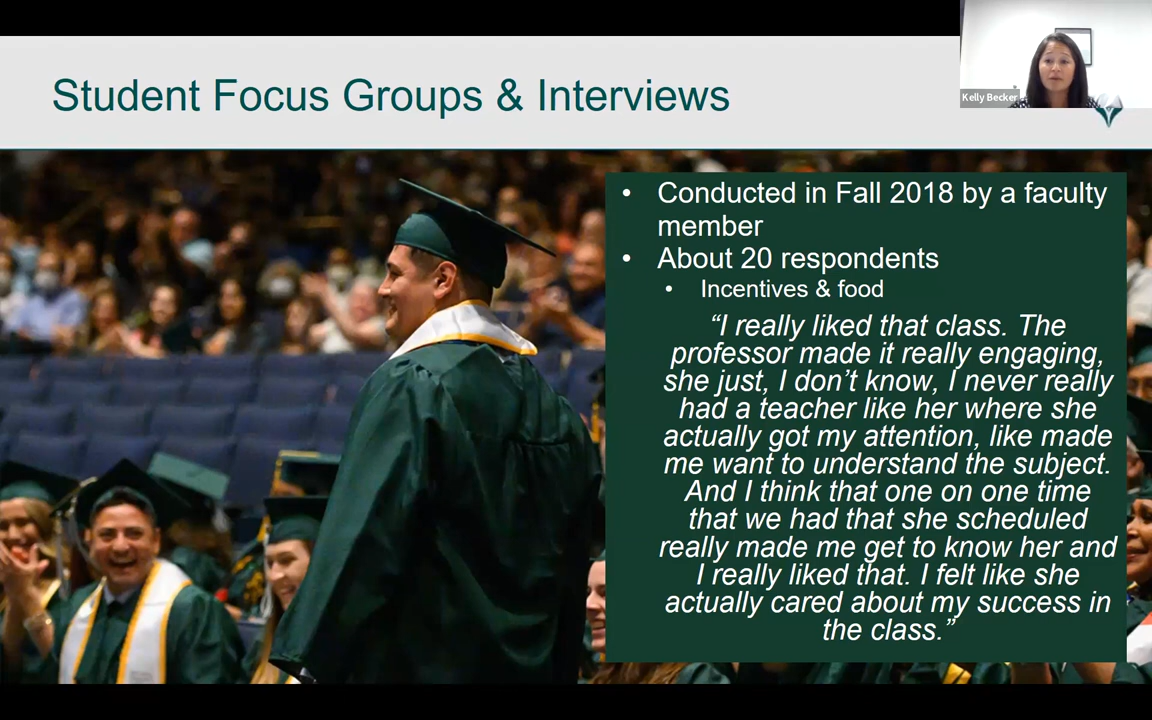 Student Focus Groups & Interviews
Kelly Becker
• Conducted in Fall 2018 by a faculty
member
• About 20 respondents
• Incentives & food
“I really liked that class. The
professor made it really engaging,
she just, I don’t know, I never really
had a teacher like her where she
actually got my attention, like made
me want to understand the subject.
And I think that one on one time
that we had that she scheduled
really made me get to know her and
I really liked that. I felt like she
actually cared about my success in
the class.”